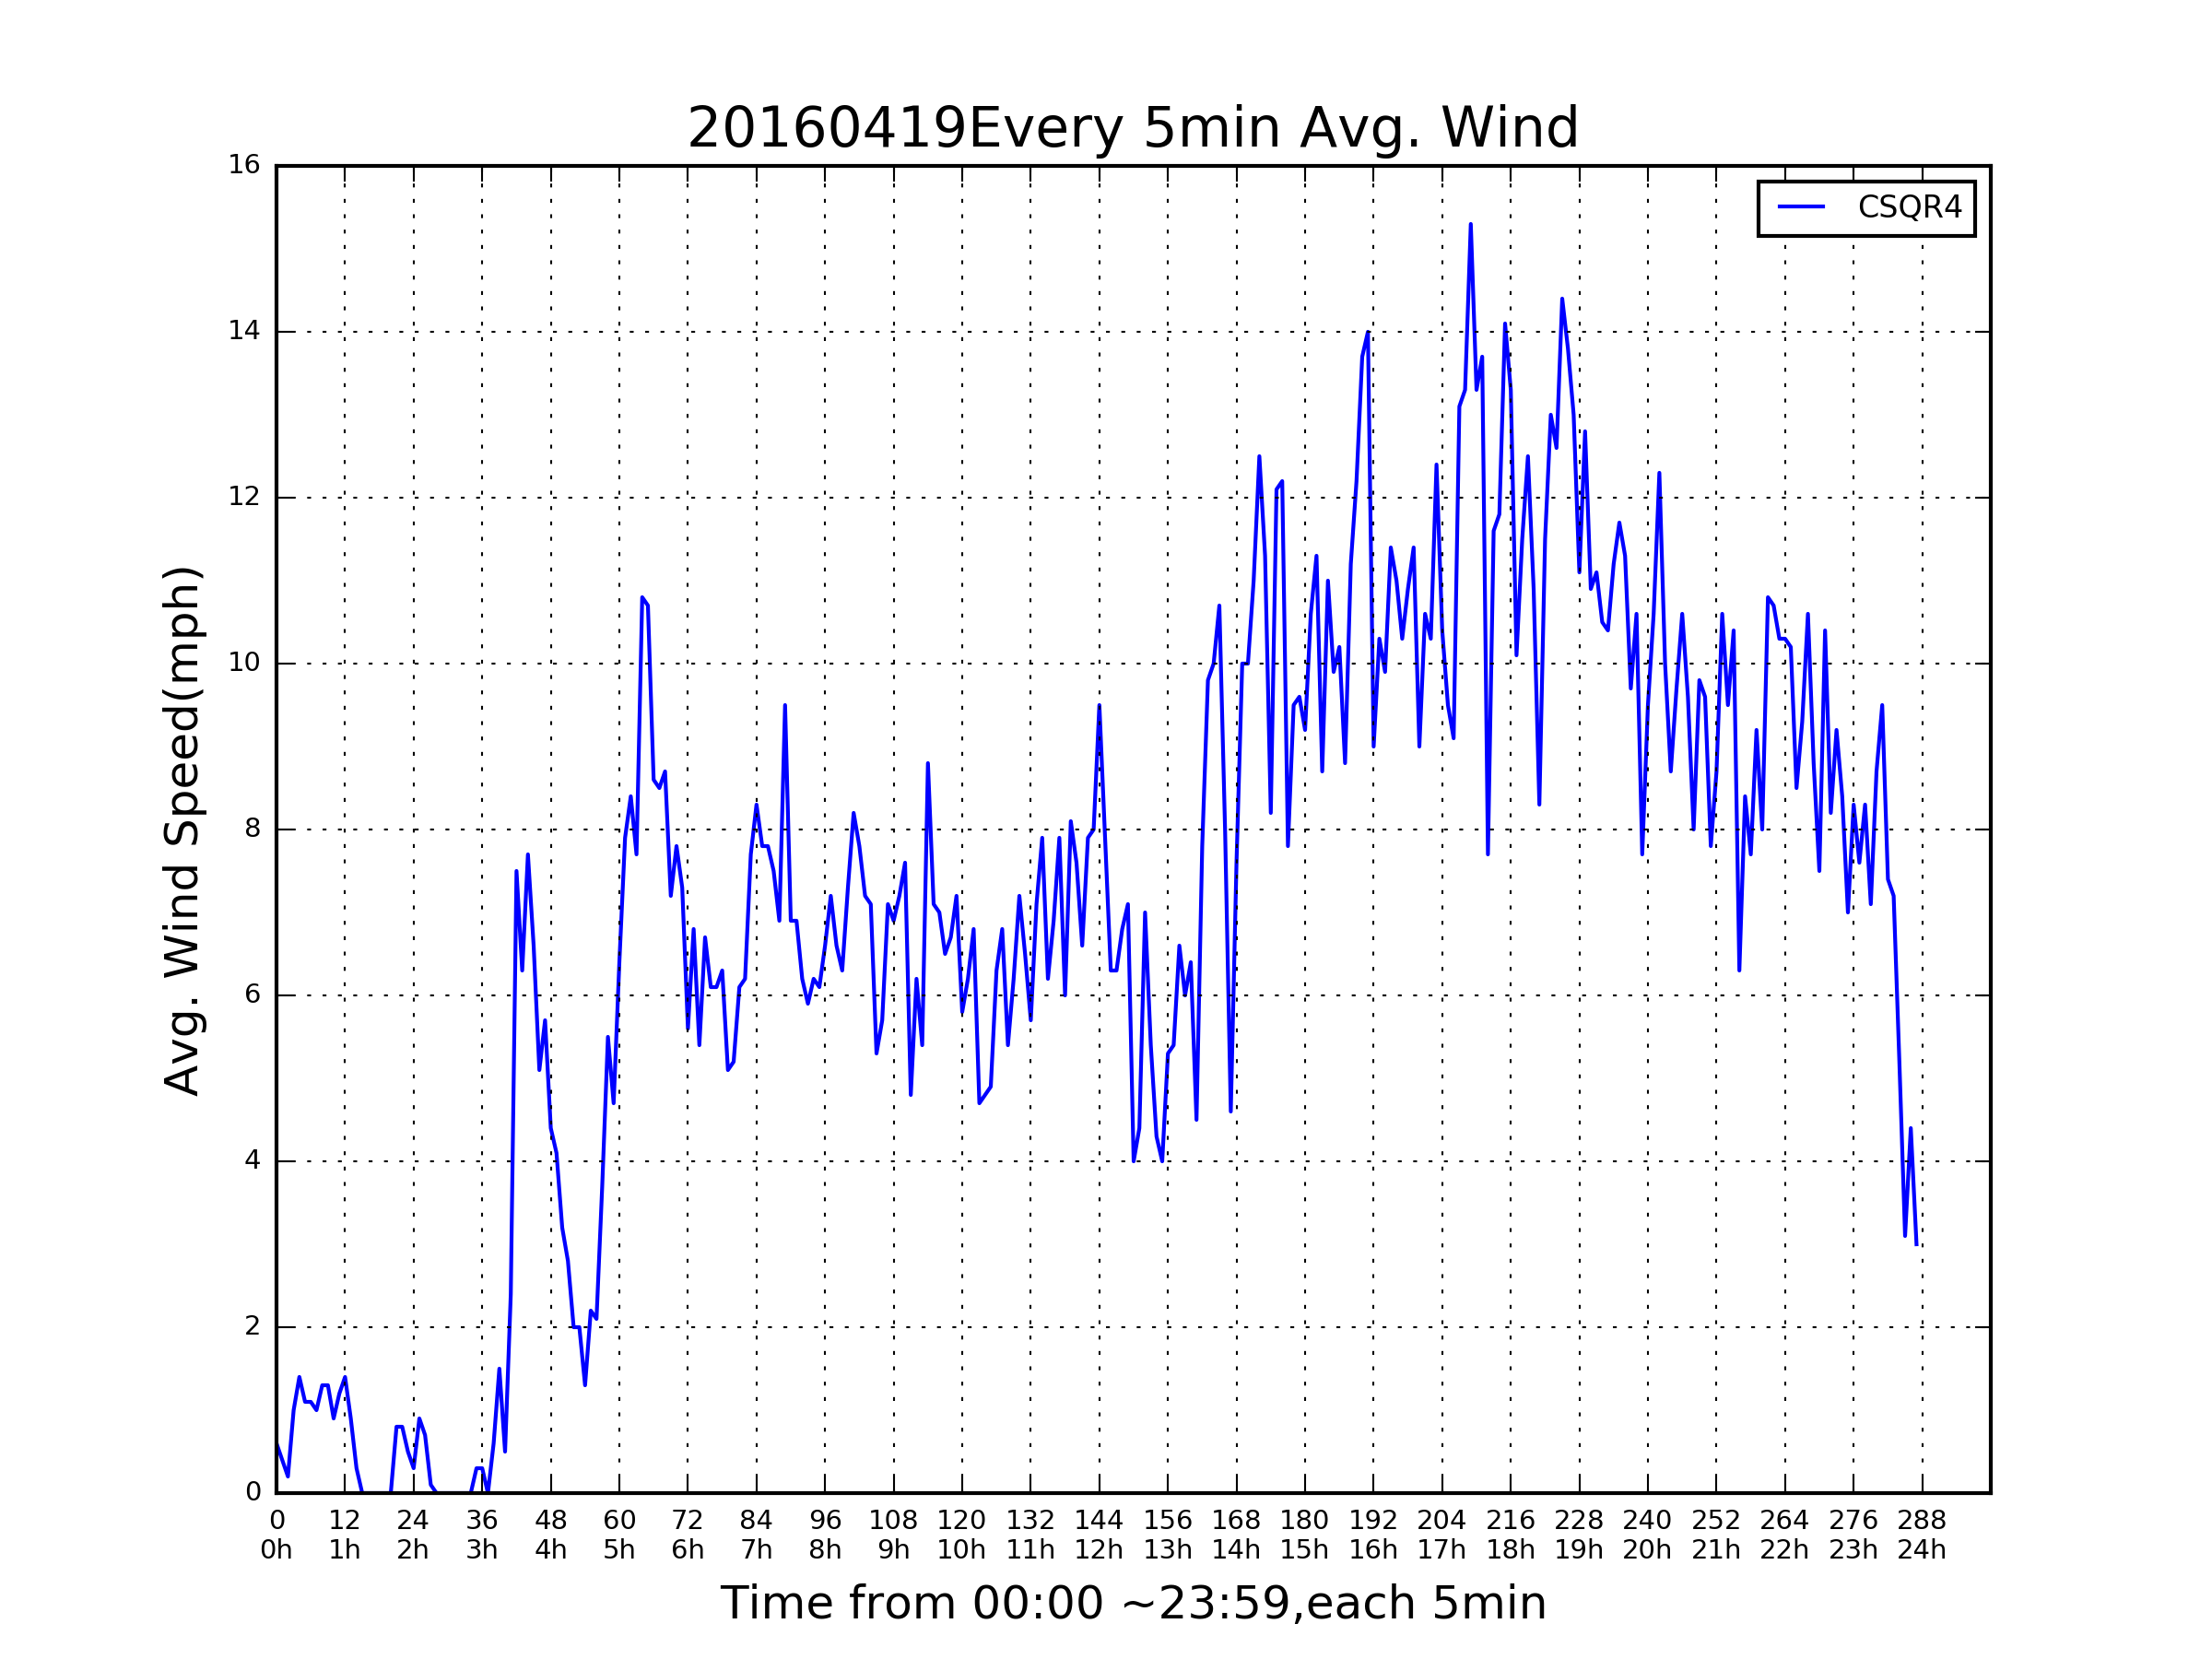 20160419Every 5min Avg. Wind
CSQR4
Avg. Wind Speed(mph)
16
14
12
10
8
6
4
2
0
0 12 24 36 48 60 72 84 96 108 120 132 144 156 168 180 192 204 216 228 240 252 264 276 288
0h 1h 2h 3h 4h 5h 6h 7h 8h 9h 10h 11h 12h 13h 14h 15h 16h 17h 18h 19h 20h 21h 22h 23h 24h
Time from 00:00 ~23:59,each 5min